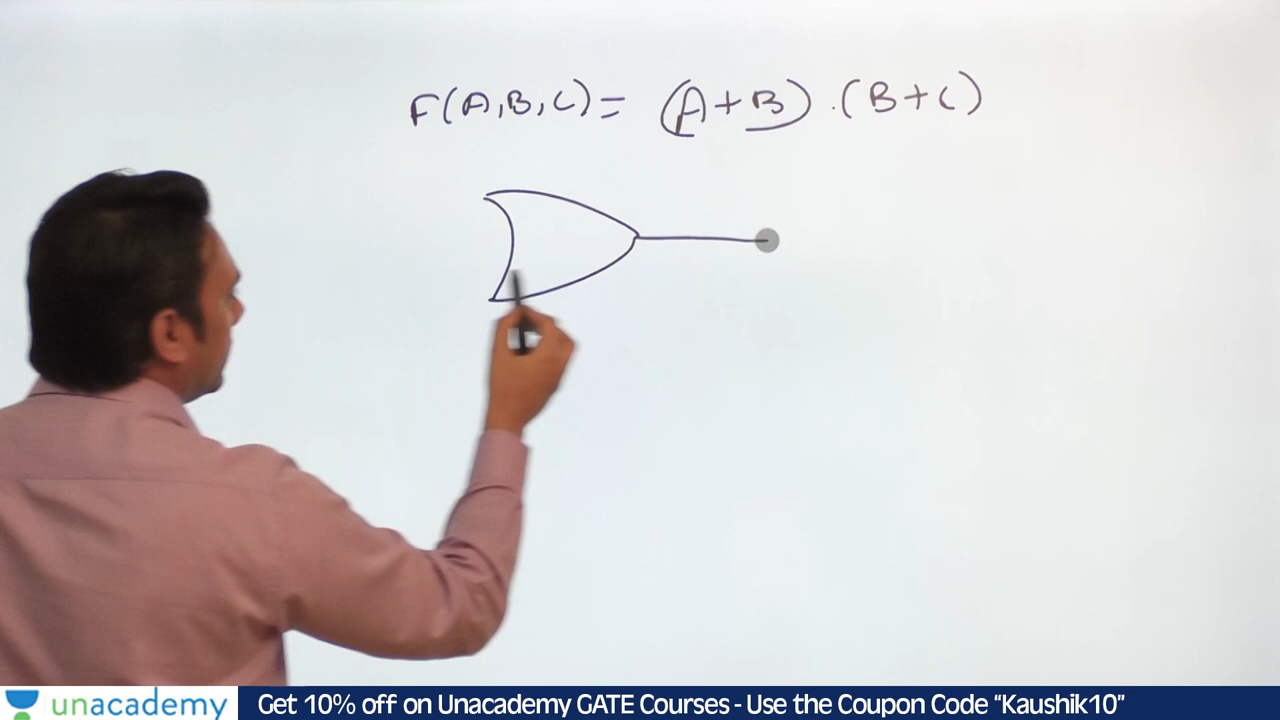 F(A,B,C)= (A+B) .(B+C)
unacademy
Get 10% off on Unacademy GATE Courses - Use the Coupon Code “Kaushik10”